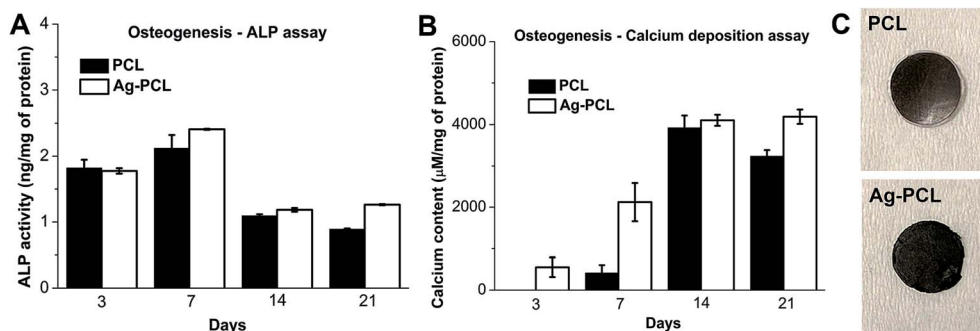 A
Osteogenesis - ALP assay
PCL
Ag-PCL
ALP activity (ng/mg of protein)
4
3
2
1
0
3 7 14 21
Days
B
Osteogenesis - Calcium deposition assay
PCL
Ag-PCL
Calcium content (μM/mg of protein)
6000
4000
2000
0
3 7 14 21
Days
C
PCL
Ag-PCL